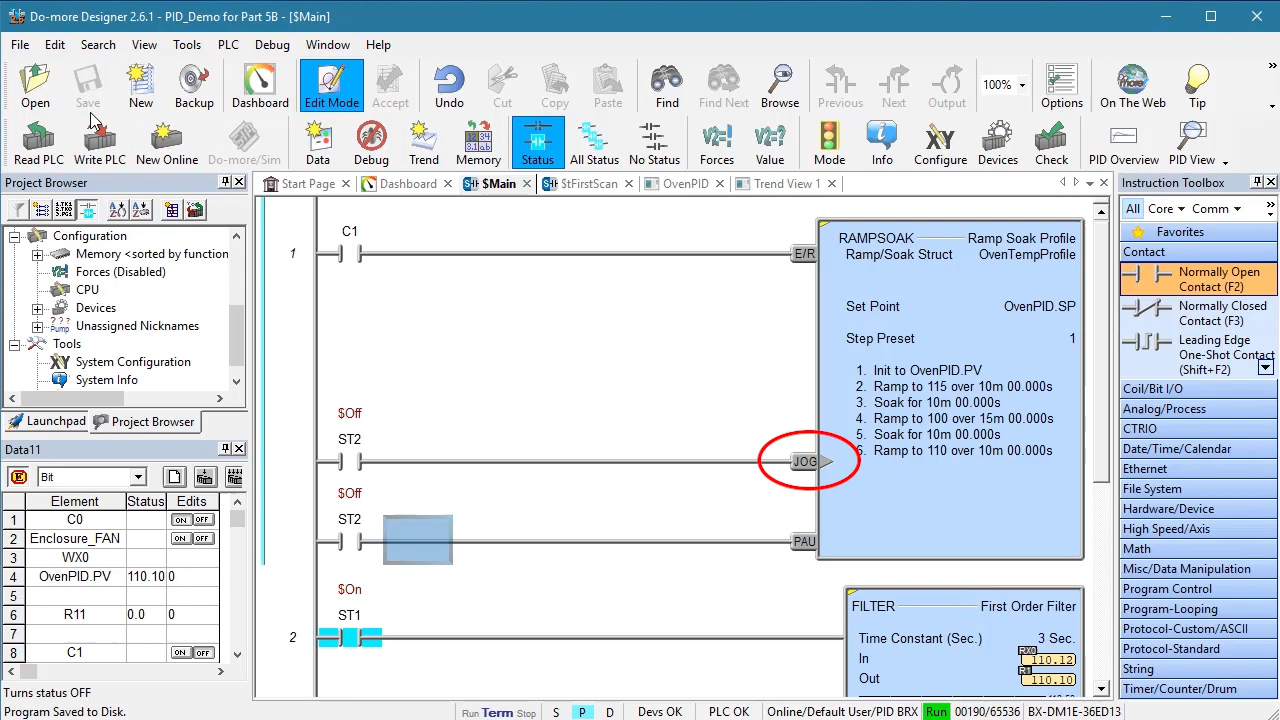 Do-more Designer 2.6.1 - PID_Demo for Part 5B - [$Main]
File Edit Search View Tools PLC Debug Window Help
Open Save New Backup Dashboard Edit Mode Accept Undo Cut Copy Paste Find Find Next Browse Previous Next Output 100% Options On The Web Tip
Read PLC Write PLC New Online Do-more/Sim Data Debug Trend Memory Status All Status No Status Forces Value Mode Info Configure Devices Check PID Overview PID View
Project Browser
Start Page Dashboard $Main $tFirstScan OvenPID Trend View 1
Instruction Toolbox
Configuration
Memory <sorted by function
Forces (Disabled)
CPU
Devices
Unassigned Nicknames
Tools
System Configuration
System Info
Launchpad Project Browser
Data11
Bit
Element Status Edits
1 C0 ON OFF
2 Enclosure_FAN ON OFF
3 WX0
4 OvenPID.PV 110.10 0
5
6 R11 0.0 0
7
8 C1 ON OFF
1
C1
E/R
RAMPSOAK Ramp Soak Profile
Ramp/Soak Struct OvenTempProfile
Set Point OvenPID.SP
Step Preset 1
1. Init to OvenPID.PV
2. Ramp to 115 over 10m 00.000s
3. Soak for 10m 00.000s
4. Ramp to 100 over 15m 00.000s
5. Soak for 10m 00.000s
6. Ramp to 110 over 10m 00.000s
$Off
ST2
JOG
$Off
ST2
PAU
$On
ST1
2
FILTER First Order Filter
Time Constant (Sec.) 3 Sec.
In RX0 110.12
Out R1 110.10
All Core Comm
Favorites
Contact
Normally Open
Contact (F2)
Normally Closed
Contact (F3)
Leading Edge
One-Shot Contact
(Shift+F2)
Coil/Bit I/O
Analog/Process
CTRIO
Date/Time/Calendar
Ethernet
File System
Hardware/Device
High Speed/Axis
Math
Misc/Data Manipulation
Program Control
Program-Looping
Protocol-Custom/ASCII
Protocol-Standard
String
Timer/Counter/Drum
Turns status OFF
Program Saved to Disk.
Run Term Stop S P D Devs OK PLC OK Online/Default User/PID BRX Run 00190/65536 BX-DM1E-36ED13